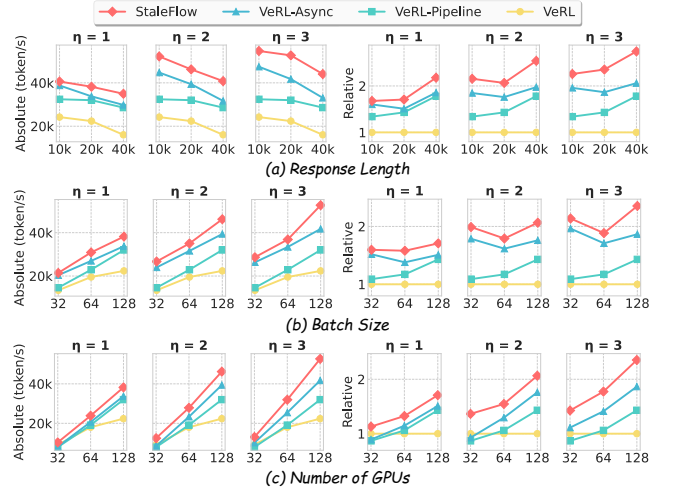 StaleFlow VeRL-Async VeRL-Pipeline VeRL
η = 1 η = 2 η = 3 η = 1 η = 2 η = 3
Absolute (token/s) 40k 20k Relative 2 1
10k 20k 40k 10k 20k 40k 10k 20k 40k 10k 20k 40k 10k 20k 40k 10k 20k 40k
(a) Response Length
η = 1 η = 2 η = 3 η = 1 η = 2 η = 3
Absolute (token/s) 40k 20k Relative 2 1
32 64 128 32 64 128 32 64 128 32 64 128 32 64 128 32 64 128
(b) Batch Size
η = 1 η = 2 η = 3 η = 1 η = 2 η = 3
Absolute (token/s) 40k 20k Relative 2 1
32 64 128 32 64 128 32 64 128 32 64 128 32 64 128 32 64 128
(c) Number of GPUs